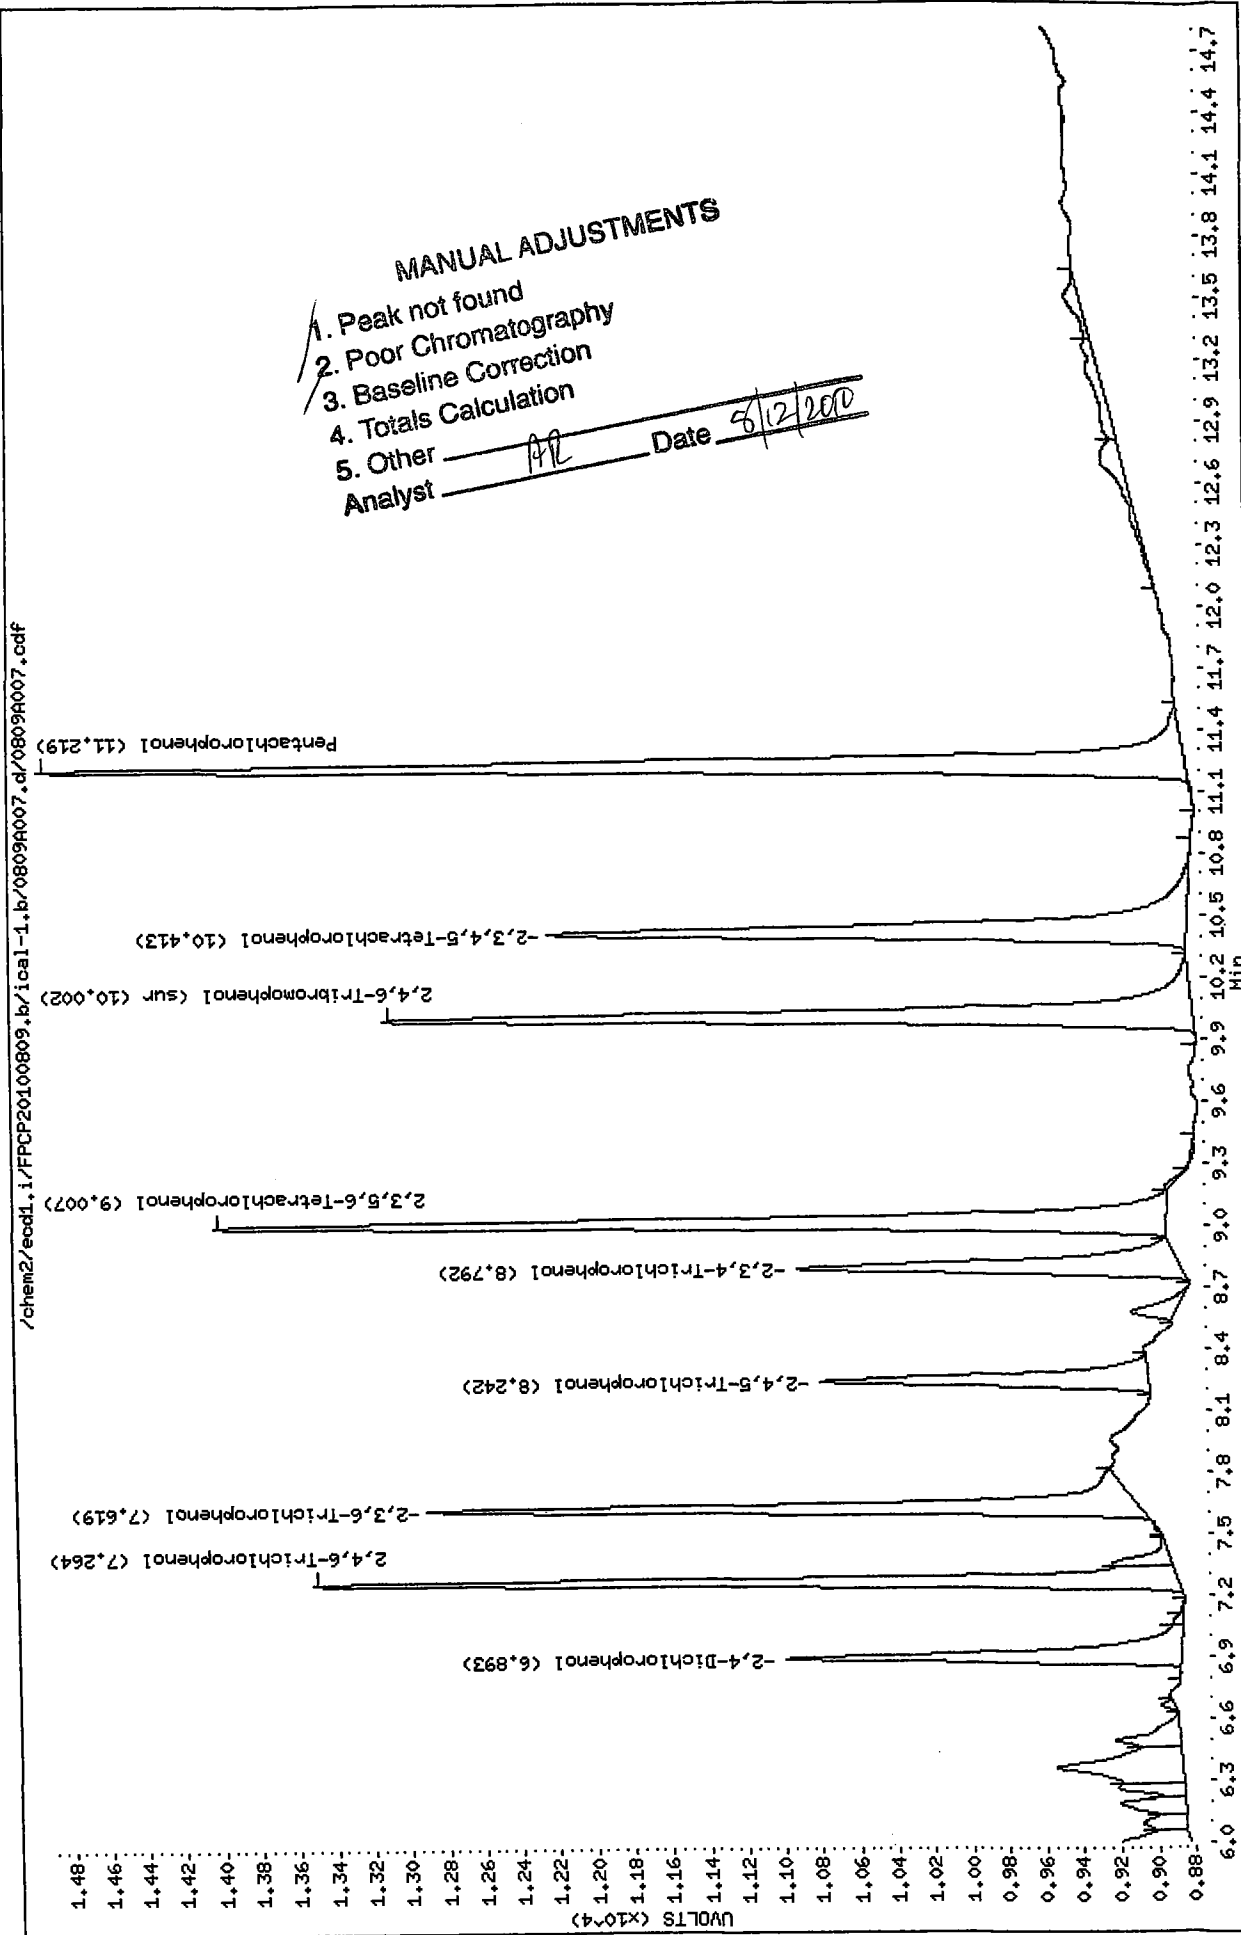 /chem2/ecd1.i/FPCP20100809.b/ical-1.b/0809A007.d/0809A007.cdf
UVOLTS (x10^4)
1.48
1.46
1.44
1.42
1.40
1.38
1.36
1.34
1.32
1.30
1.28
1.26
1.24
1.22
1.20
1.18
1.16
1.14
1.12
1.10
1.08
1.06
1.04
1.02
1.00
0.98
0.96
0.94
0.92
0.90
0.88
-2,4-Dichlorophenol (6.893)
2,4,6-Trichlorophenol (7.264)
-2,3,6-Trichlorophenol (7.619)
-2,4,5-Trichlorophenol (8.242)
-2,3,4-Trichlorophenol (8.792)
2,3,5,6-Tetrachlorophenol (9.007)
2,4,6-Tribromophenol (sur (10.002)
-2,3,4,5-Tetrachlorophenol (10.413)
Pentachlorophenol (11.219)
MANUAL ADJUSTMENTS
1. Peak not found
2. Poor Chromatography
3. Baseline Correction
4. Totals Calculation
5. Other
Analyst AR Date 8/12/2010
6.0 6.3 6.6 6.9 7.2 7.5 7.8 8.1 8.4 8.7 9.0 9.3 9.6 9.9 10.2 10.5 10.8 11.1 11.4 11.7 12.0 12.3 12.6 12.9 13.2 13.5 13.8 14.1 14.4 14.7
Min